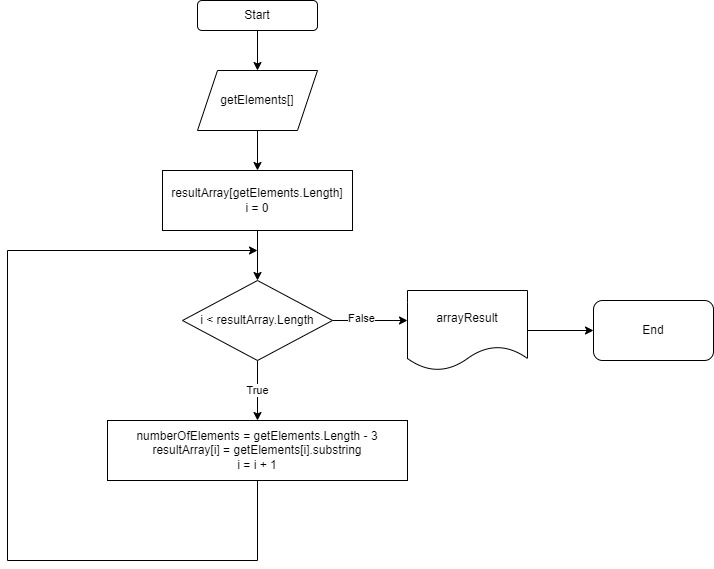 Start
getElements[]
resultArray[getElements.Length]
i = 0
i < resultArray.Length
False
arrayResult
End
True
numberOfElements = getElements.Length - 3
resultArray[i] = getElements[i].substring
i = i + 1